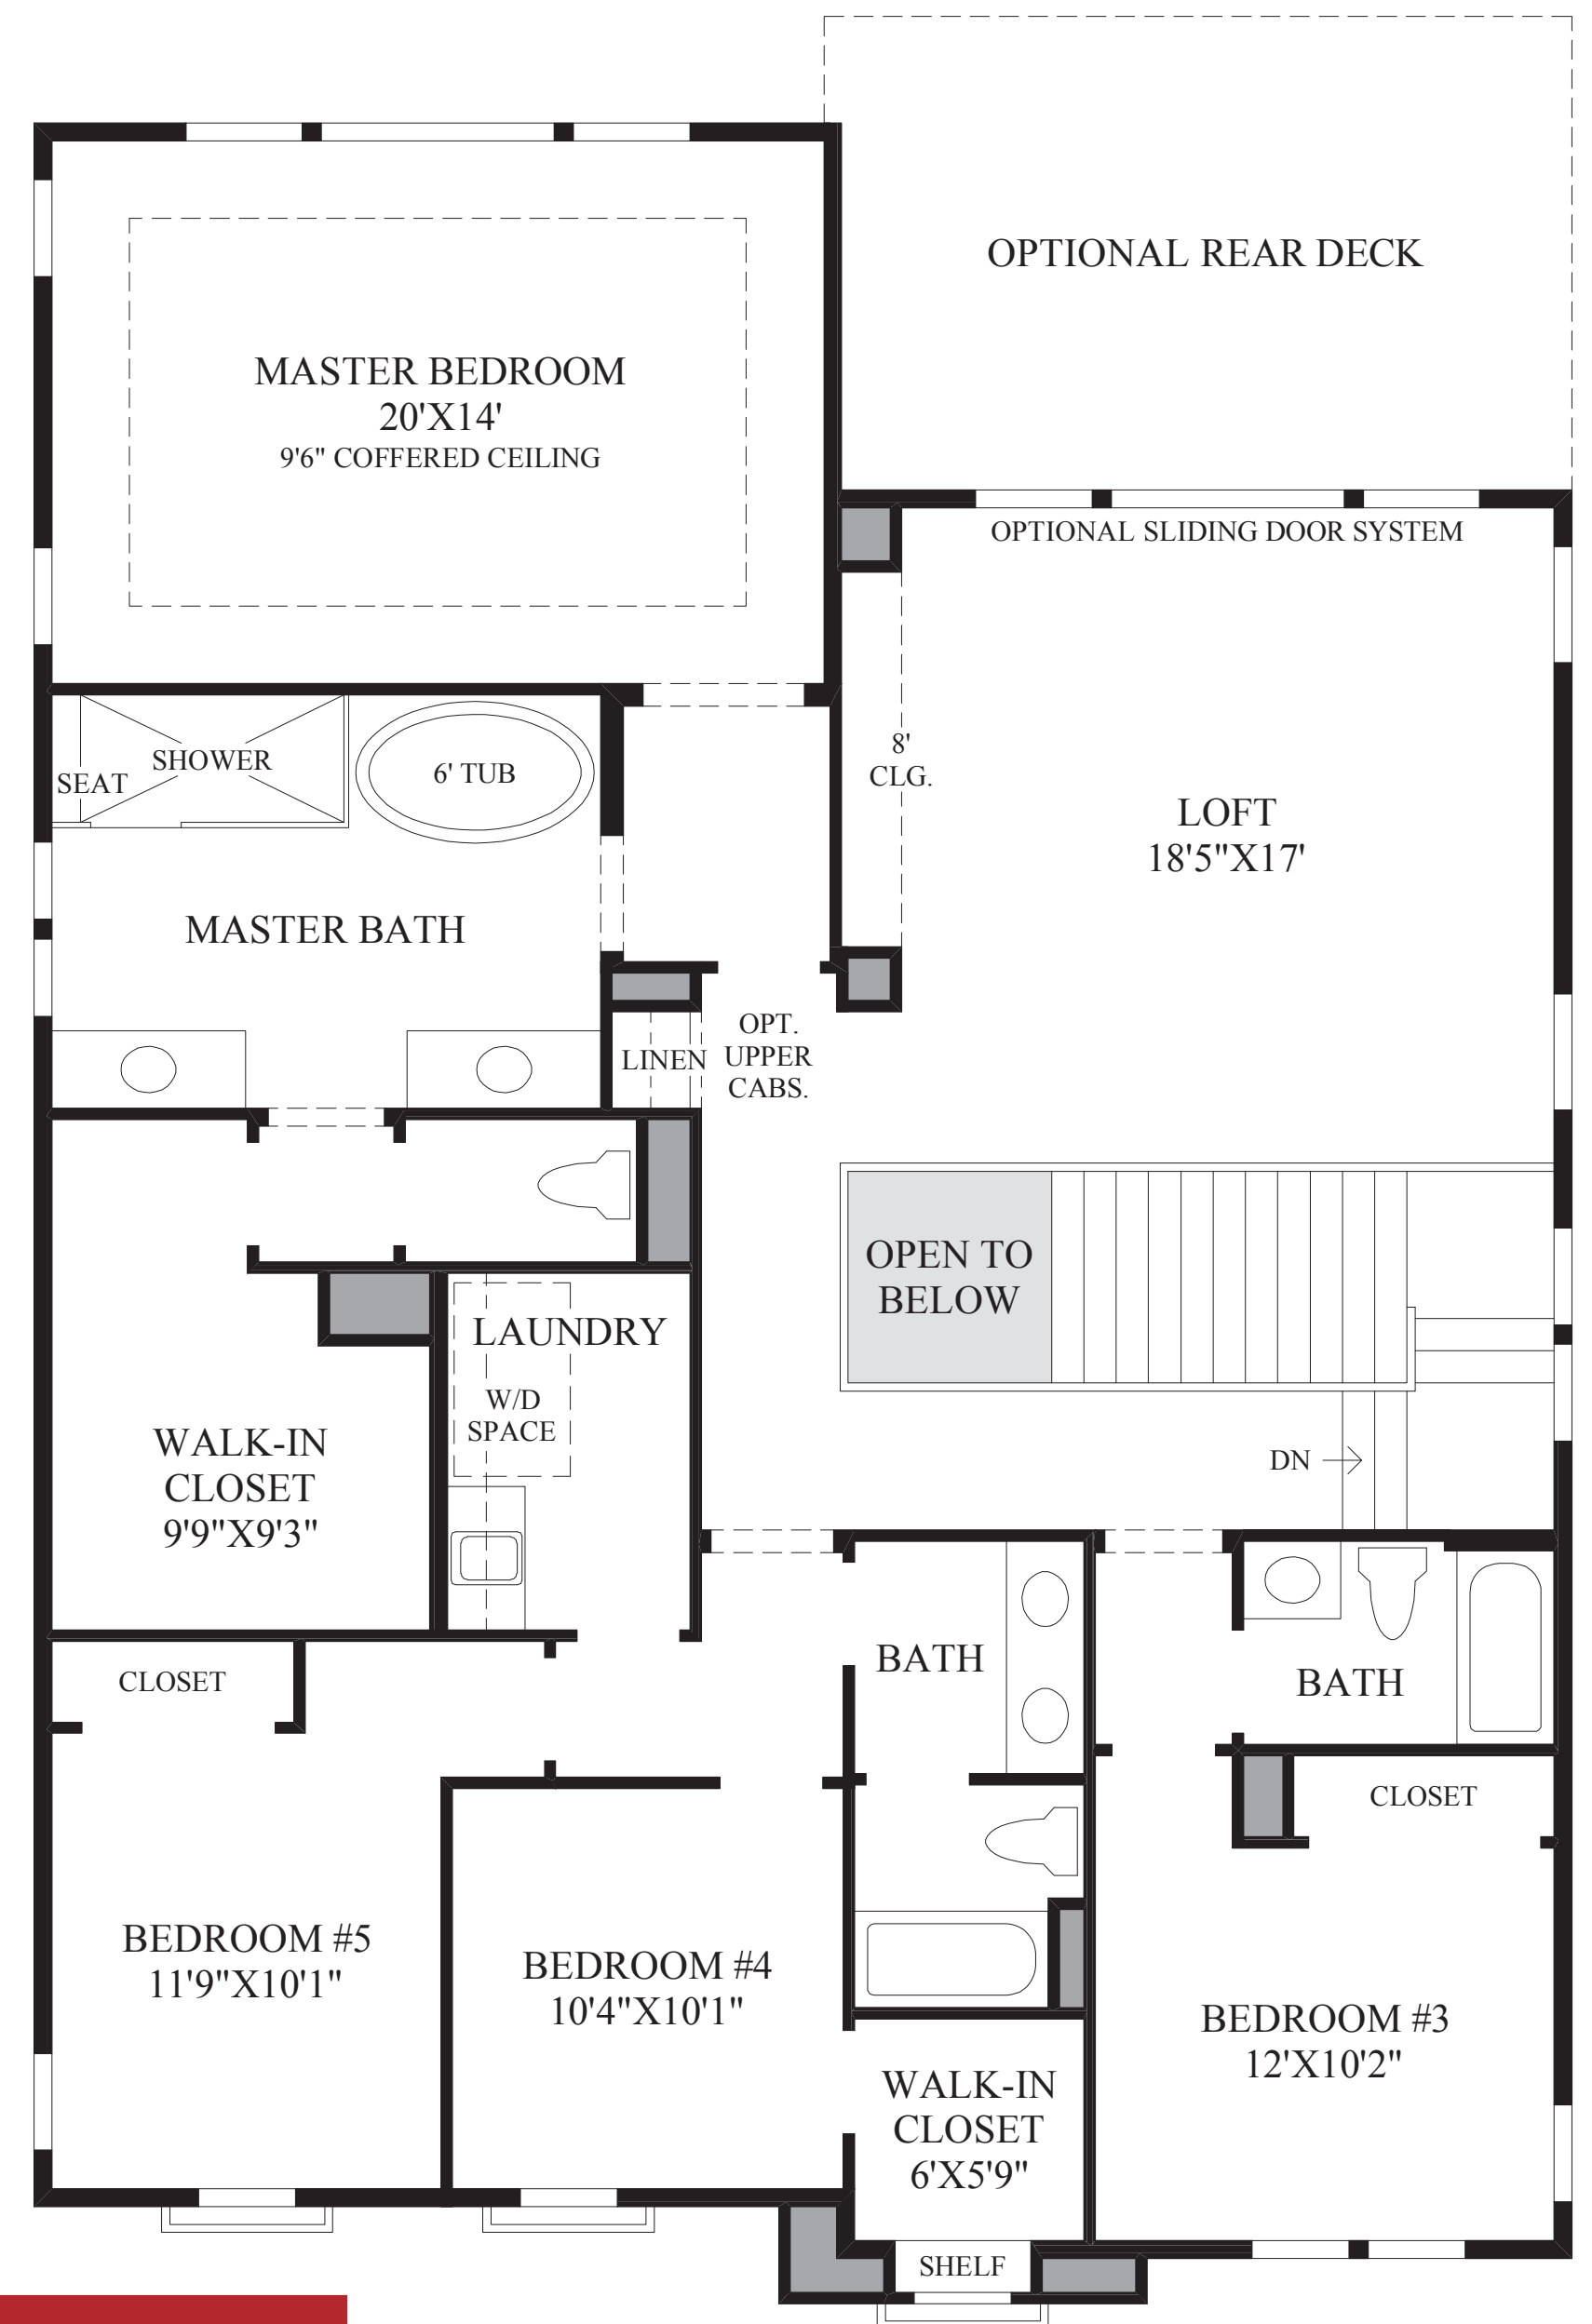 OPTIONAL REAR DECK
MASTER BEDROOM
20'X14'
9'6" COFFERED CEILING
OPTIONAL SLIDING DOOR SYSTEM
SHOWER
SEAT
6' TUB
8'
CLG.
LOFT
18'5"X17'
MASTER BATH
LINEN
OPT.
UPPER
CABS.
OPEN TO
BELOW
LAUNDRY
W/D
SPACE
WALK-IN
CLOSET
9'9"X9'3"
DN
CLOSET
BATH
BATH
CLOSET
BEDROOM #5
11'9"X10'1"
BEDROOM #4
10'4"X10'1"
BEDROOM #3
12'X10'2"
WALK-IN
CLOSET
6'X5'9"
SHELF